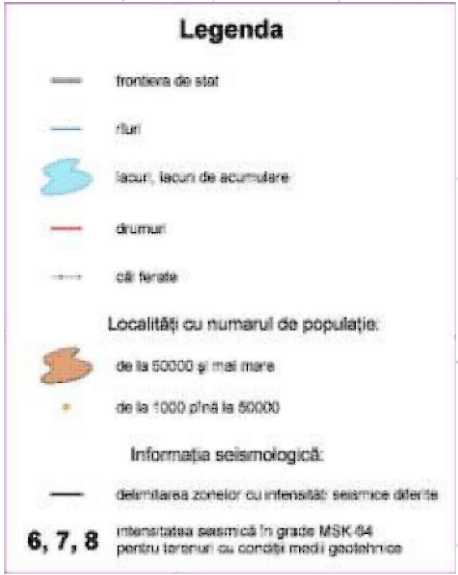 Legenda
frontiera de stat
rîuri
lacuri, lacuri de acumulare
drumuri
căi ferate
Localități cu numarul de populație:
de la 50000 și mai mare
de la 1000 pînă la 50000
Informația seismologică:
delimitarea zonelor cu intensități seismice diferite
6, 7, 8
intensitatea seismică în grade MSK-64
pentru terenuri cu condiții medii geotehnice